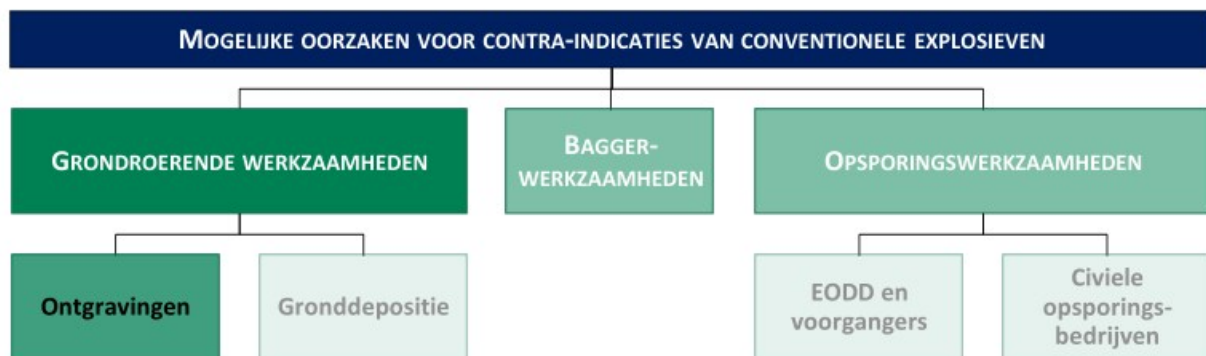 MOGELIJKE OORZAKEN VOOR CONTRA-INDICATIES VAN CONVENTIONELE EXPLOSIEVEN
GRONDROERENDE WERKZAAMHEDEN
BAGGER-
WERKZAAMHEDEN
OPSPORINGSWERKZAAMHEDEN
Ontgravingen
Gronddepositie
EODD en
voorgangers
Civiele
opsporings-
bedrijven